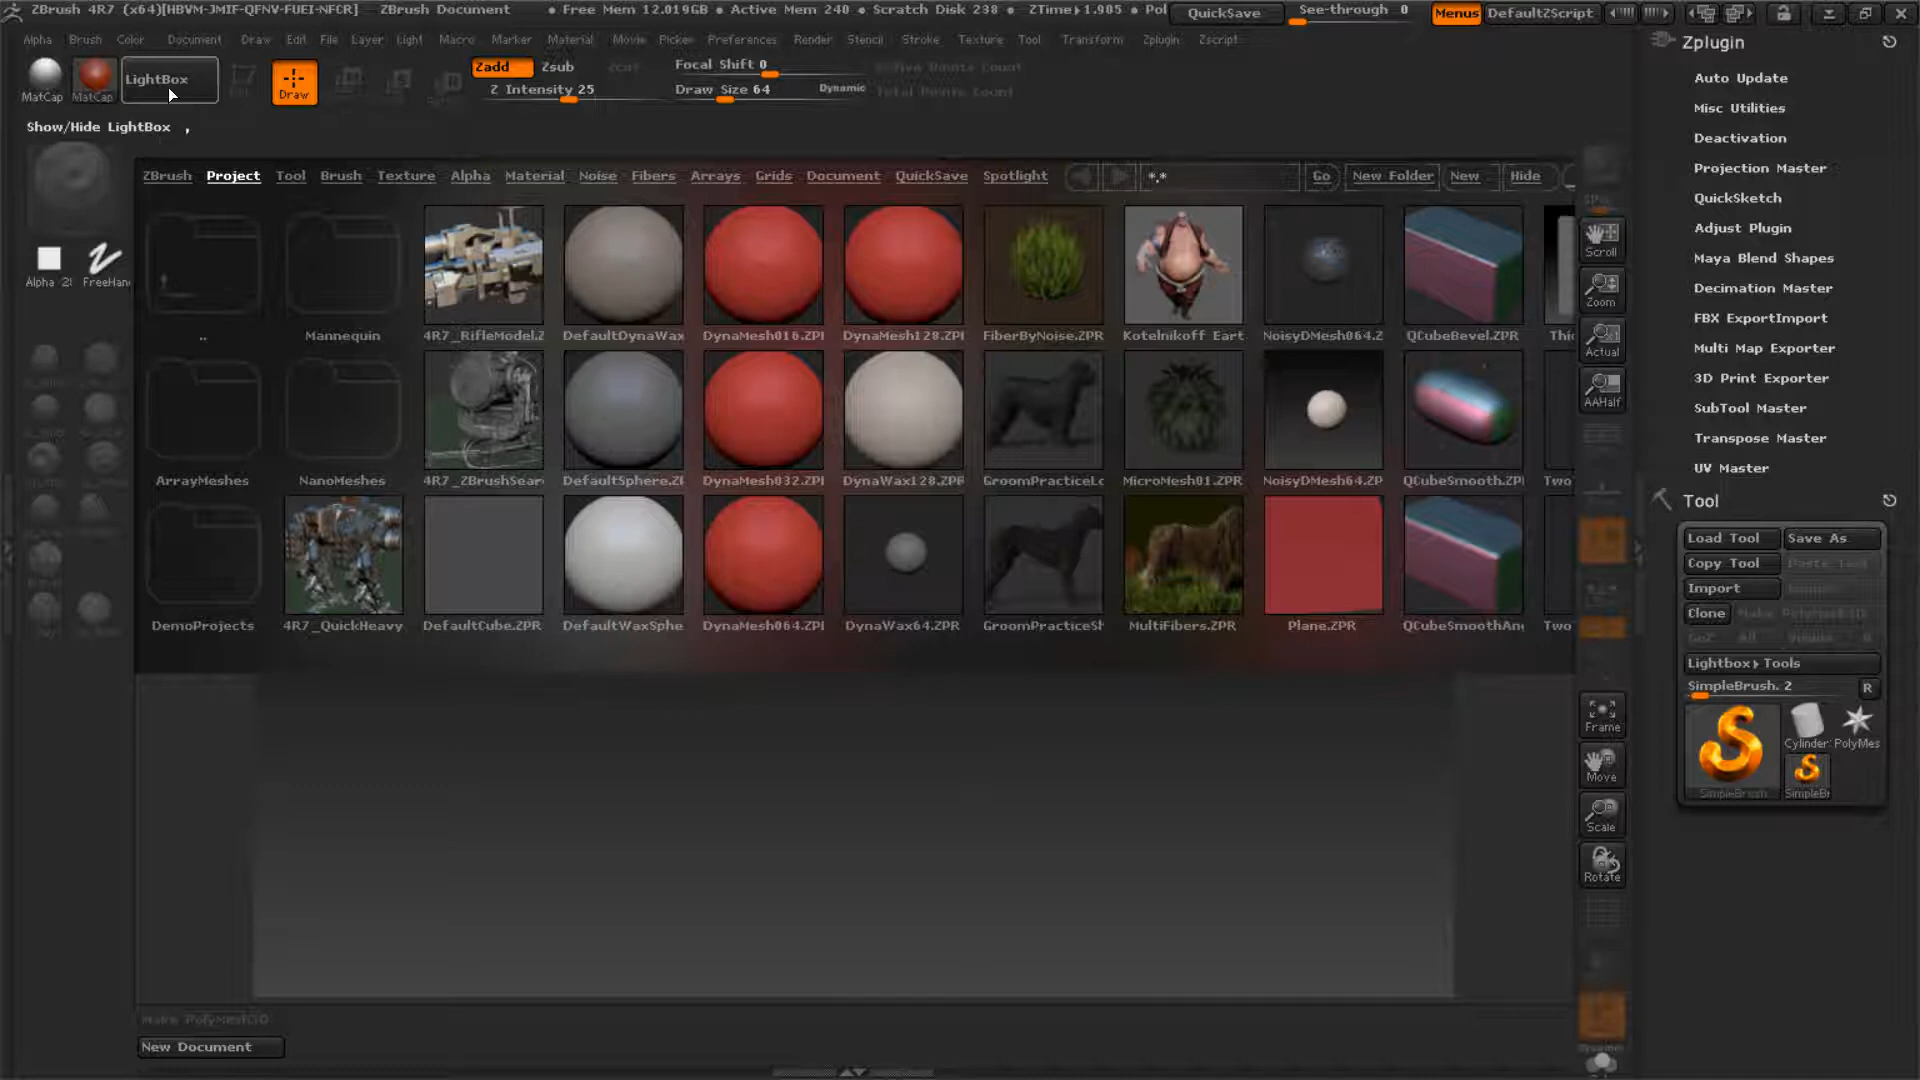 ZBrush 4R7 (x64)[HBVM-JMIF-QFNV-FUEI-NFCR] ZBrush Document • Free Mem 12.019GB • Active Mem 240 • Scratch Disk 238 • ZTime▸1.905 • Pol QuickSave See-through 0 Menus DefaultZScript
Alpha Brush Color Document Draw Edit File Layer Light Macro Marker Material Movie Picker Preferences Render Stencil Stroke Texture Tool Transform Zplugin Zscript
MatCap MatCap LightBox Draw
Zadd Zsub
Z Intensity 25
Focal Shift 0
Draw Size 64 Dynamic
Total Points Count
Show/Hide LightBox ,
ZBrush Project Tool Brush Texture Alpha Material Noise Fibers Arrays Grids Document QuickSave Spotlight *.* Go New Folder New Hide
Alpha 2 FreeHan
.. Mannequin 4R7_RifleModel.Z DefaultDynaWax DynaMesh016.ZPI DynaMesh128.ZPI FiberByNoise.ZPR Kotelnikoff Eart NoisyDMesh064.Z QCubeBevel.ZPR Thi
ArrayMeshes NanoMeshes 4R7_ZBrushSear DefaultSphere.Z DynaMesh032.ZPI DynaWax128.ZPR GroomPracticeLo MicroMesh01.ZPR NoisyDMesh64.ZP QCubeSmooth.ZP Two
DemoProjects 4R7_QuickHeavy DefaultCube.ZPR DefaultWaxSphe DynaMesh064.ZPI DynaWax64.ZPR GroomPracticeSh MultiFibers.ZPR Plane.ZPR QCubeSmoothAn Two
New Document
Scroll
Zoom
Actual
AAHalf
Frame
Move
Scale
Rotate
Zplugin
Auto Update
Misc Utilities
Deactivation
Projection Master
QuickSketch
Adjust Plugin
Maya Blend Shapes
Decimation Master
FBX ExportImport
Multi Map Exporter
3D Print Exporter
SubTool Master
Transpose Master
UV Master
Tool
Load Tool Save As
Copy Tool
Import
Clone
Lightbox▸Tools
SimpleBrush. 2 R
Cylinder PolyMes
SimpleBrush SimpleBr